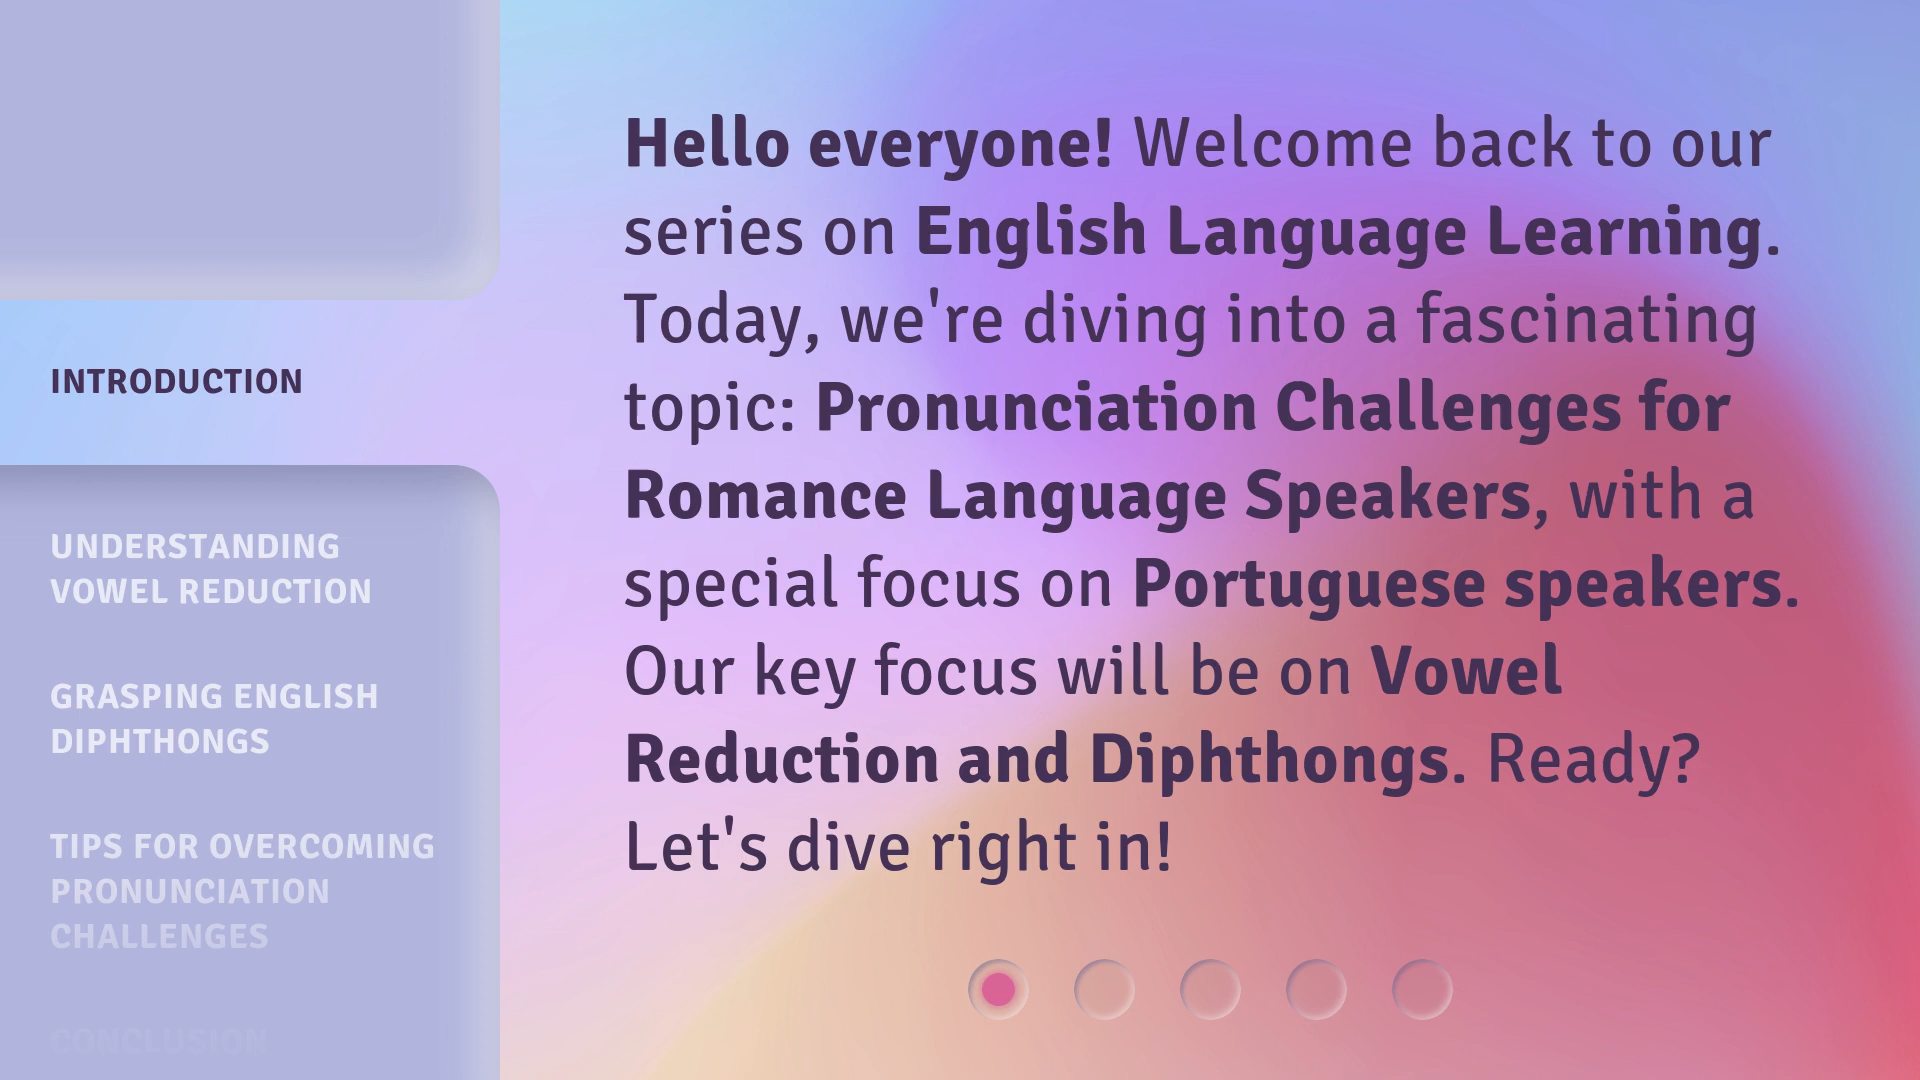 INTRODUCTION
UNDERSTANDING
VOWEL REDUCTION
GRASPING ENGLISH
DIPHTHONGS
TIPS FOR OVERCOMING
PRONUNCIATION
CHALLENGES
CONCLUSION
Hello everyone! Welcome back to our
series on English Language Learning.
Today, we're diving into a fascinating
topic: Pronunciation Challenges for
Romance Language Speakers, with a
special focus on Portuguese speakers.
Our key focus will be on Vowel
Reduction and Diphthongs. Ready?
Let's dive right in!